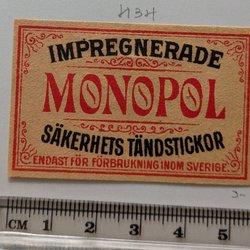 IMPREGNERADE
MONOPOL
SÄKERHETS TÄNDSTICKOR
ENDAST FÖR FÖRBRUKNING INOM SVERIGE
CM 1 2 3 4 5